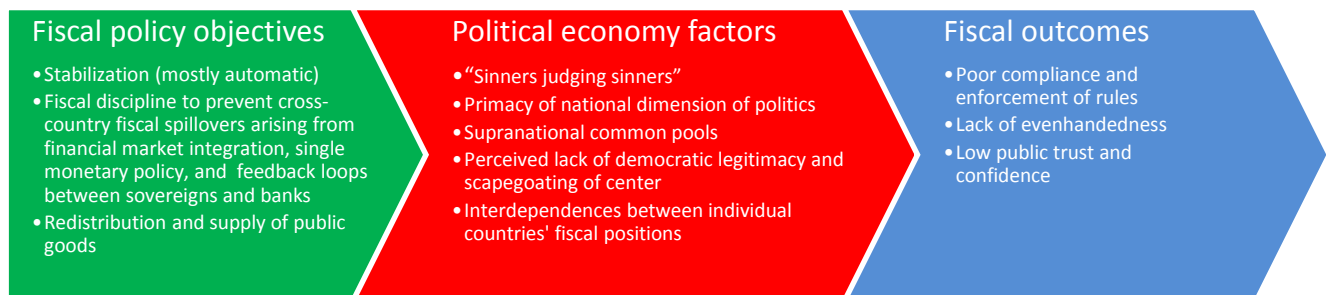 Fiscal policy objectives
•Stabilization (mostly automatic)
•Fiscal discipline to prevent cross-
country fiscal spillovers arising from
financial market integration, single
monetary policy, and feedback loops
between sovereigns and banks
•Redistribution and supply of public
goods
Political economy factors
•“Sinners judging sinners”
•Primacy of national dimension of politics
•Supranational common pools
•Perceived lack of democratic legitimacy and
scapegoating of center
•Interdependences between individual
countries' fiscal positions
Fiscal outcomes
•Poor compliance and
enforcement of rules
•Lack of evenhandedness
•Low public trust and
confidence